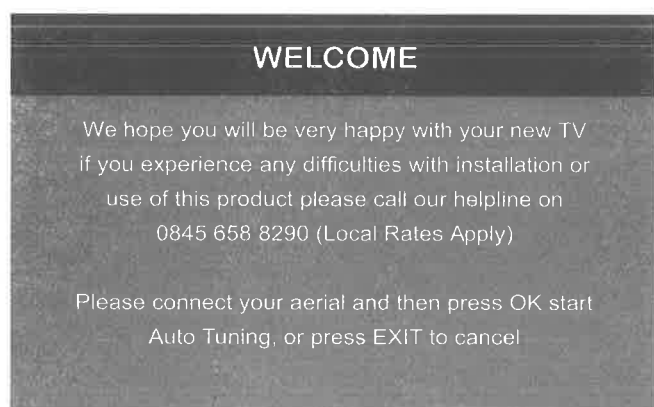 WELCOME
We hope you will be very happy with your new TV
if you experience any difficulties with installation or
use of this product please call our helpline on
0845 658 8290 (Local Rates Apply)
Please connect your aerial and then press OK start
Auto Tuning, or press EXIT to cancel